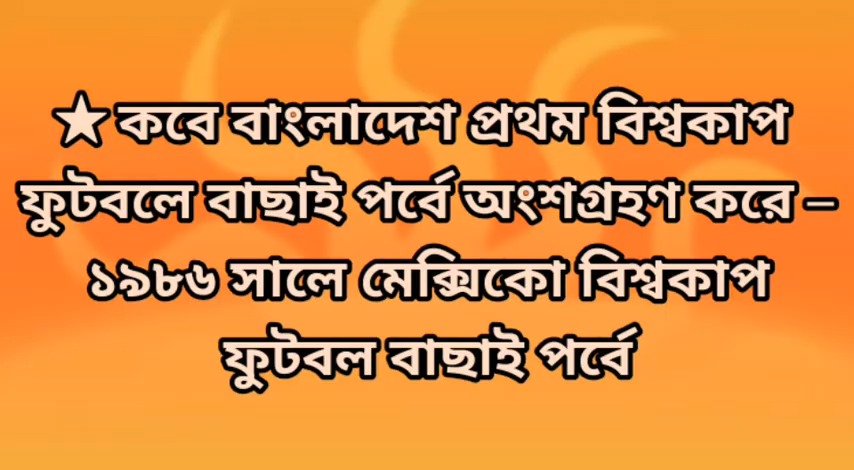 ★ কবে বাংলাদেশ প্রথম বিশ্বকাপ
ফুটবলে বাছাই পর্বে অংশগ্রহণ করে –
১৯৮৬ সালে মেক্সিকো বিশ্বকাপ
ফুটবল বাছাই পর্বে